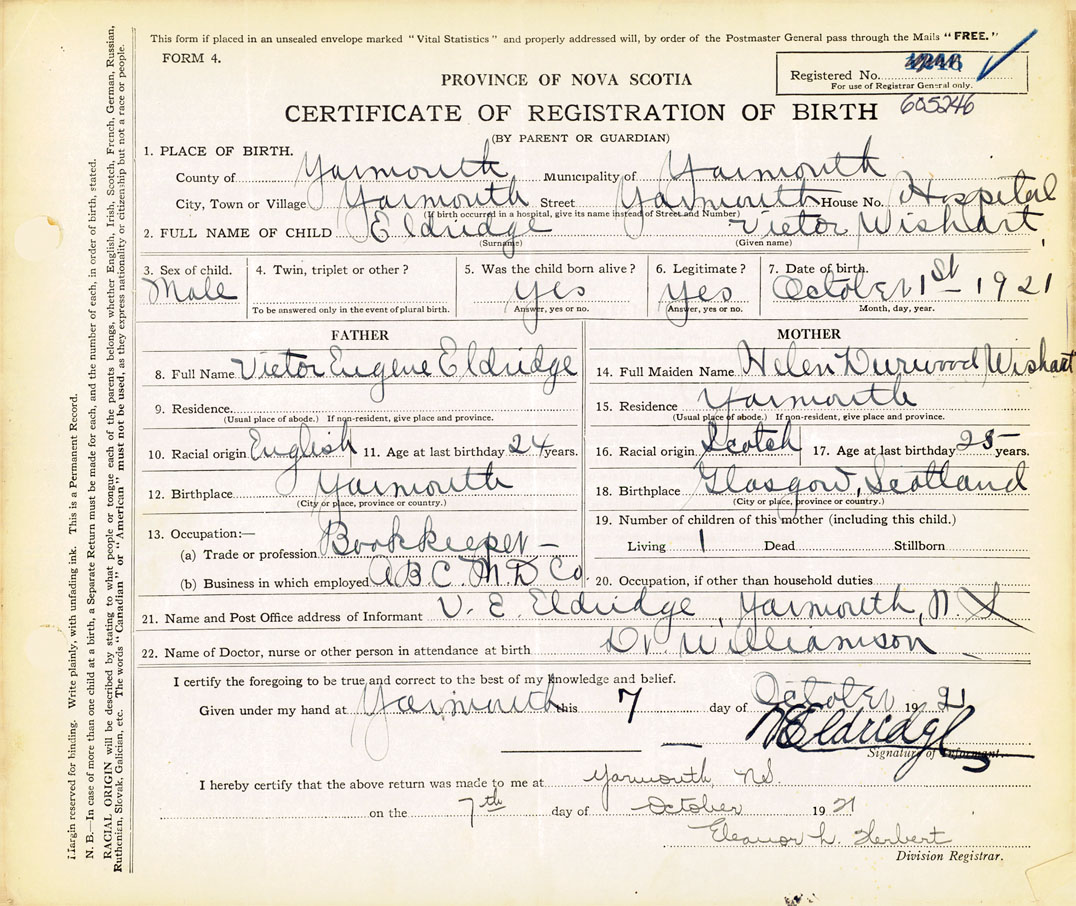 This form if placed in an unsealed envelope marked "Vital Statistics" and properly addressed will, by order of the Postmaster General pass through the Mails "FREE."
FORM 4.
PROVINCE OF NOVA SCOTIA
Registered No.
For use of Registrar General only.
605246
CERTIFICATE OF REGISTRATION OF BIRTH
(BY PARENT OR GUARDIAN)
1. PLACE OF BIRTH.
County of Yarmouth Municipality of Yarmouth
City, Town or Village Yarmouth Street Yarmouth House No. Hospital
(If birth occurred in a hospital, give its name instead of Street and Number)
2. FULL NAME OF CHILD Eldridge Victor Wishart,
(Surname) (Given name)
3. Sex of child. 4. Twin, triplet or other? 5. Was the child born alive? 6. Legitimate? 7. Date of birth.
Male yes yes October 1st - 1921
To be answered only in the event of plural birth. Answer, yes or no. Answer, yes or no. Month, day, year.
FATHER
8. Full Name Victor Eugene Eldridge
9. Residence
(Usual place of abode.) If non-resident, give place and province.
10. Racial origin English 11. Age at last birthday 24 years.
12. Birthplace Yarmouth
(City or place, province or country.)
13. Occupation:—
(a) Trade or profession Bookkeeper -
(b) Business in which employed A B C M. D Co.
MOTHER
14. Full Maiden Name Helen Durwood Wishart
15. Residence Yarmouth
(Usual place of abode.) If non-resident, give place and province.
16. Racial origin Scotch 17. Age at last birthday years.
18. Birthplace Glasgow, Scotland
(City or place, province or country.)
19. Number of children of this mother (including this child.)
Living 1 Dead Stillborn
20. Occupation, if other than household duties
21. Name and Post Office address of Informant V. E. Eldridge, Yarmouth, N. S
22. Name of Doctor, nurse or other person in attendance at birth Dr. Williamson
I certify the foregoing to be true and correct to the best of my knowledge and belief.
Given under my hand at Yarmouth this 7 day of October 1921
VEEldridge
Signature of Informant.
I hereby certify that the above return was made to me at Yarmouth, N.S.
on the 7th day of October 1921
Eleanor L. Herbert
Division Registrar.
Margin reserved for binding. Write plainly, with unfading ink. This is a Permanent Record.
N. B.—In case of more than one child at a birth, a Separate Return must be made for each, and the number of each, in order of birth, stated.
RACIAL ORIGIN will be described by stating to what people or tongue each of the parents belongs, whether English, Irish, Scotch, French, German, Russian,
Ruthenian, Slovak, Galician, etc. The words "Canadian" or "American" must not be used, as they express nationality or citizenship but not a race or people.